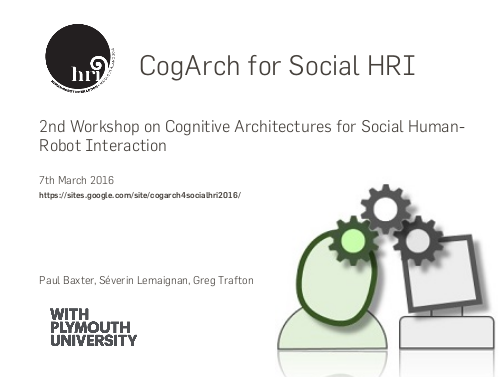 hri
CogArch for Social HRI
2nd Workshop on Cognitive Architectures for Social Human-
Robot Interaction
7th March 2016
https://sites.google.com/site/cogarch4socialhri2016/
Paul Baxter, Séverin Lemaignan, Greg Trafton
WITH
PLYMOUTH
UNIVERSITY